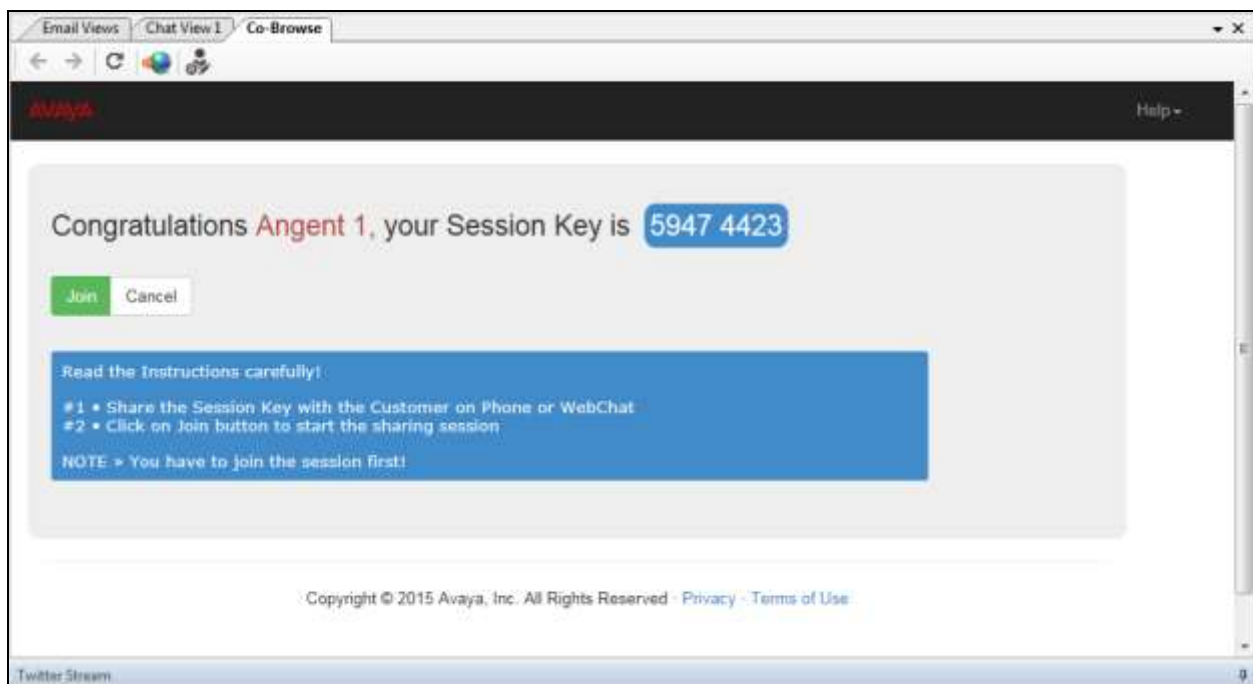 Email Views Chat View 1 Co-Browse
AVAYA Help
Congratulations Angent 1, your Session Key is 5947 4423
Join Cancel
Read the Instructions carefully!
#1 • Share the Session Key with the Customer on Phone or WebChat
#2 • Click on Join button to start the sharing session
NOTE » You have to join the session first!
Copyright © 2015 Avaya, Inc. All Rights Reserved · Privacy · Terms of Use
Twitter Stream